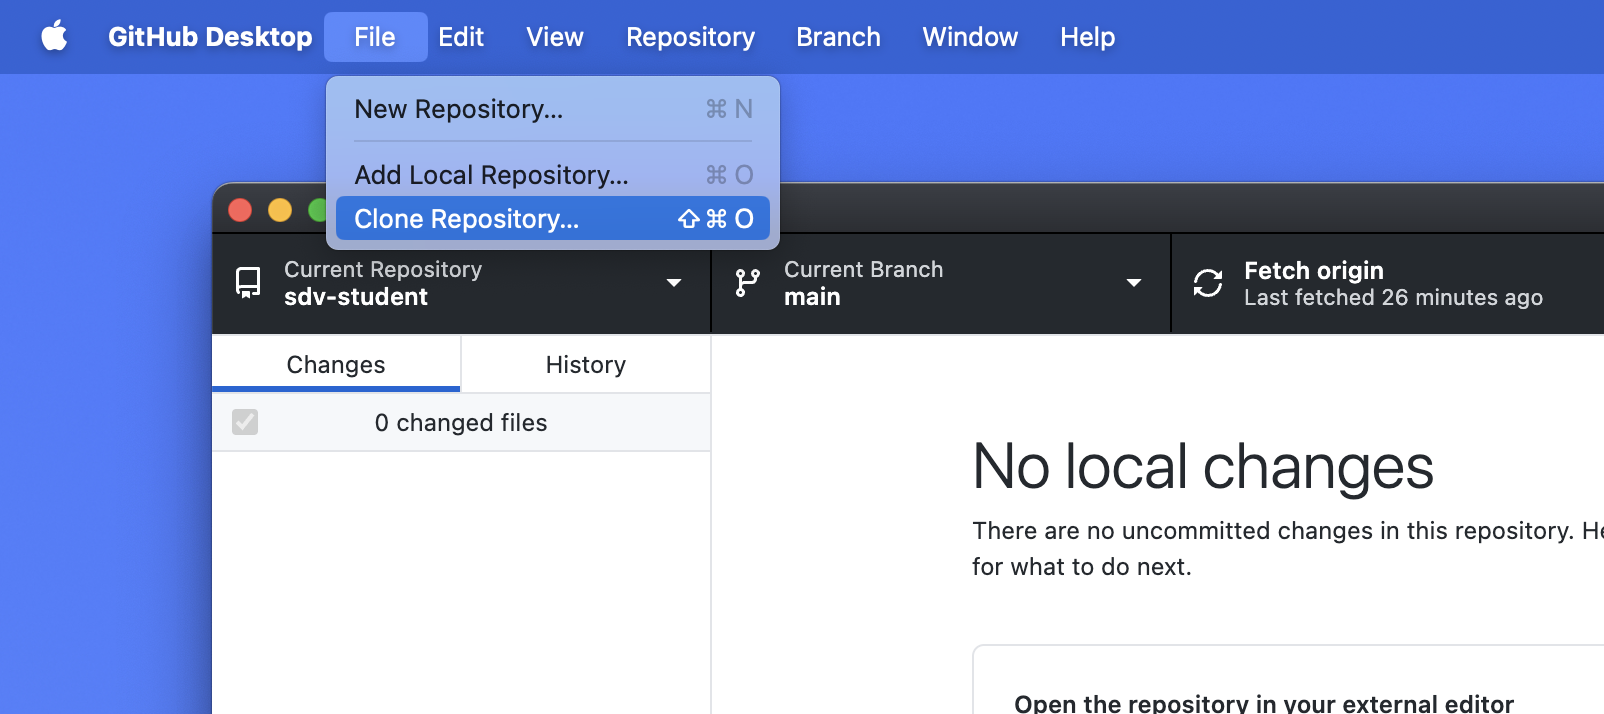 GitHub Desktop File Edit View Repository Branch Window Help
New Repository... ⌘ N
Add Local Repository... ⌘ O
Clone Repository... ⇧ ⌘ O
Current Repository
sdv-student
Current Branch
main
Fetch origin
Last fetched 26 minutes ago
Changes History
0 changed files
No local changes
There are no uncommitted changes in this repository. He
for what to do next.
Open the repository in your external editor